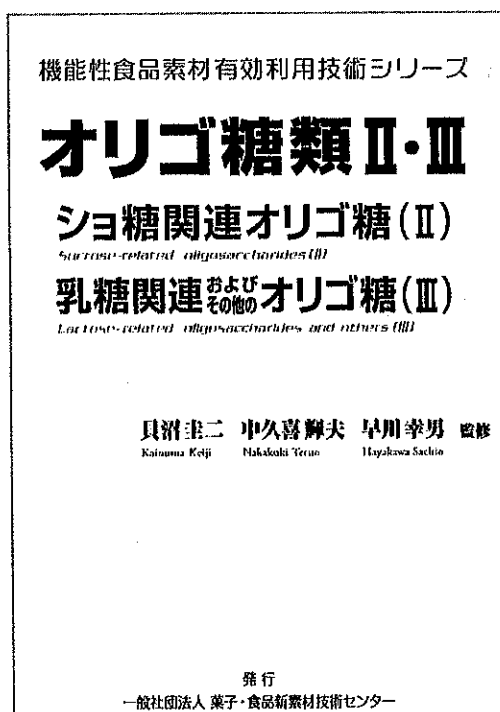 機能性食品素材有効利用技術シリーズ
オリゴ糖類Ⅱ・Ⅲ
ショ糖関連オリゴ糖(Ⅱ)
Sucrose-related oligosaccharides(Ⅱ)
乳糖関連およびその他のオリゴ糖(Ⅲ)
Lactose-related oligosaccharides and others(Ⅲ)
貝沼圭二 中久喜輝夫 早川幸男 監修
Kainuma Keiji Nakakuki Teruo Hayakawa Sachio
発行
一般社団法人 菓子・食品新素材技術センター